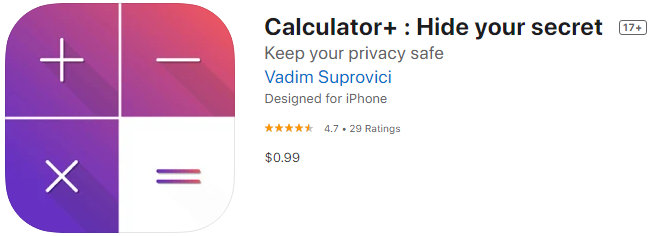 Calculator+ : Hide your secret 17+
Keep your privacy safe
Vadim Suprovici
Designed for iPhone
4.7 • 29 Ratings
$0.99